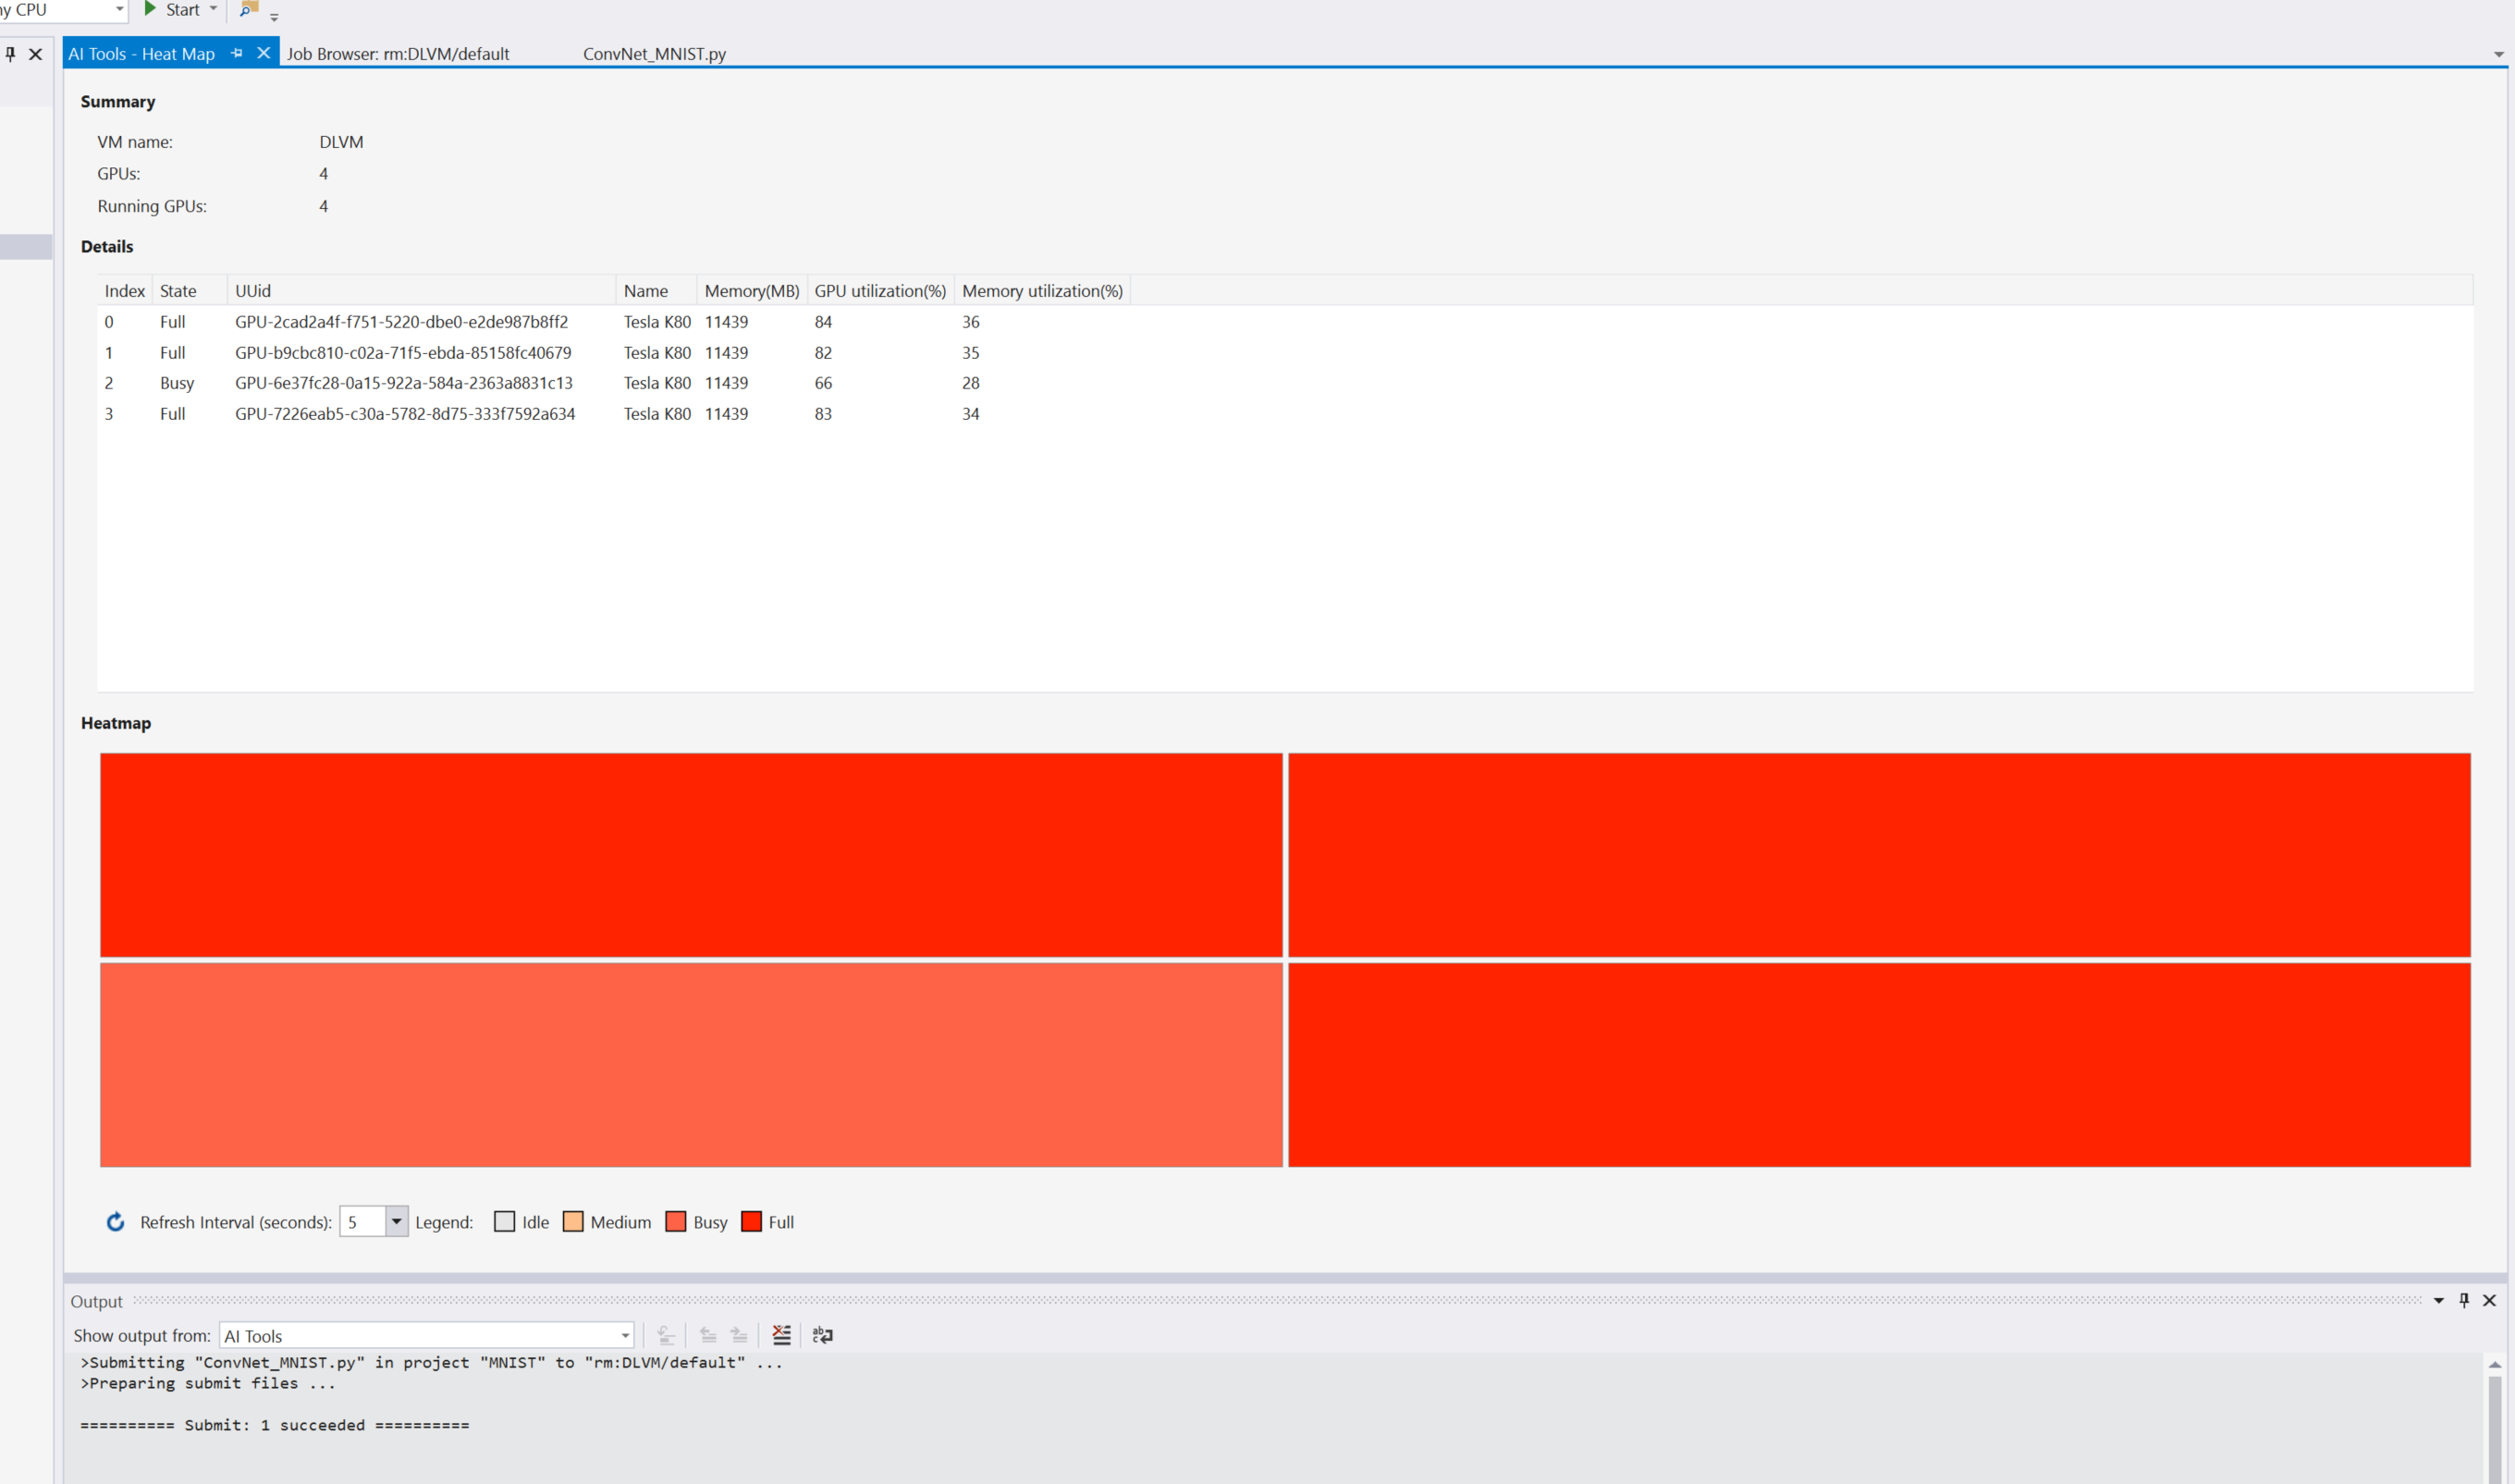 ny CPU Start
AI Tools - Heat Map Job Browser: rm:DLVM/default ConvNet_MNIST.py
Summary
VM name: DLVM
GPUs: 4
Running GPUs: 4
Details
Index State UUid Name Memory(MB) GPU utilization(%) Memory utilization(%)
0 Full GPU-2cad2a4f-f751-5220-dbe0-e2de987b8ff2 Tesla K80 11439 84 36
1 Full GPU-b9cbc810-c02a-71f5-ebda-85158fc40679 Tesla K80 11439 82 35
2 Busy GPU-6e37fc28-0a15-922a-584a-2363a8831c13 Tesla K80 11439 66 28
3 Full GPU-7226eab5-c30a-5782-8d75-333f7592a634 Tesla K80 11439 83 34
Heatmap
Refresh Interval (seconds): 5 Legend: Idle Medium Busy Full
Output
Show output from: AI Tools
>Submitting "ConvNet_MNIST.py" in project "MNIST" to "rm:DLVM/default" ...
>Preparing submit files ...
========== Submit: 1 succeeded ==========